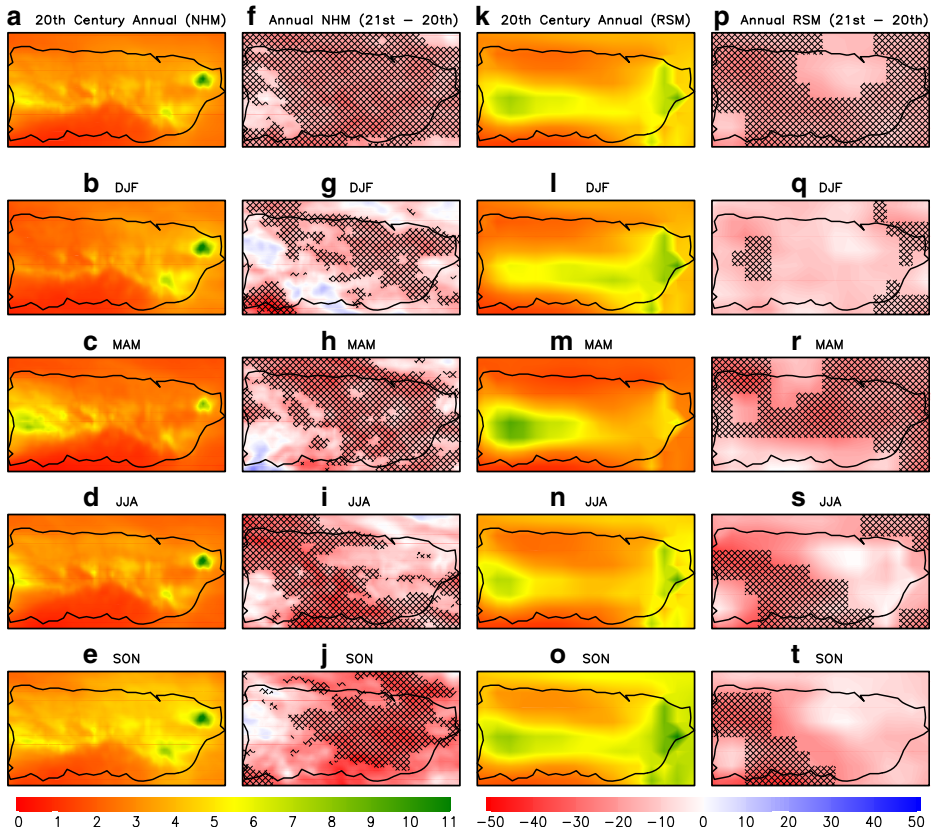 a 20th Century Annual (NHM) f Annual NHM (21st − 20th) k 20th Century Annual (RSM) p Annual RSM (21st − 20th)
b DJF g DJF l DJF q DJF
c MAM h MAM m MAM r MAM
d JJA i JJA n JJA s JJA
e SON j SON o SON t SON
0 1 2 3 4 5 6 7 8 9 10 11 −50 −40 −30 −20 −10 0 10 20 30 40 50